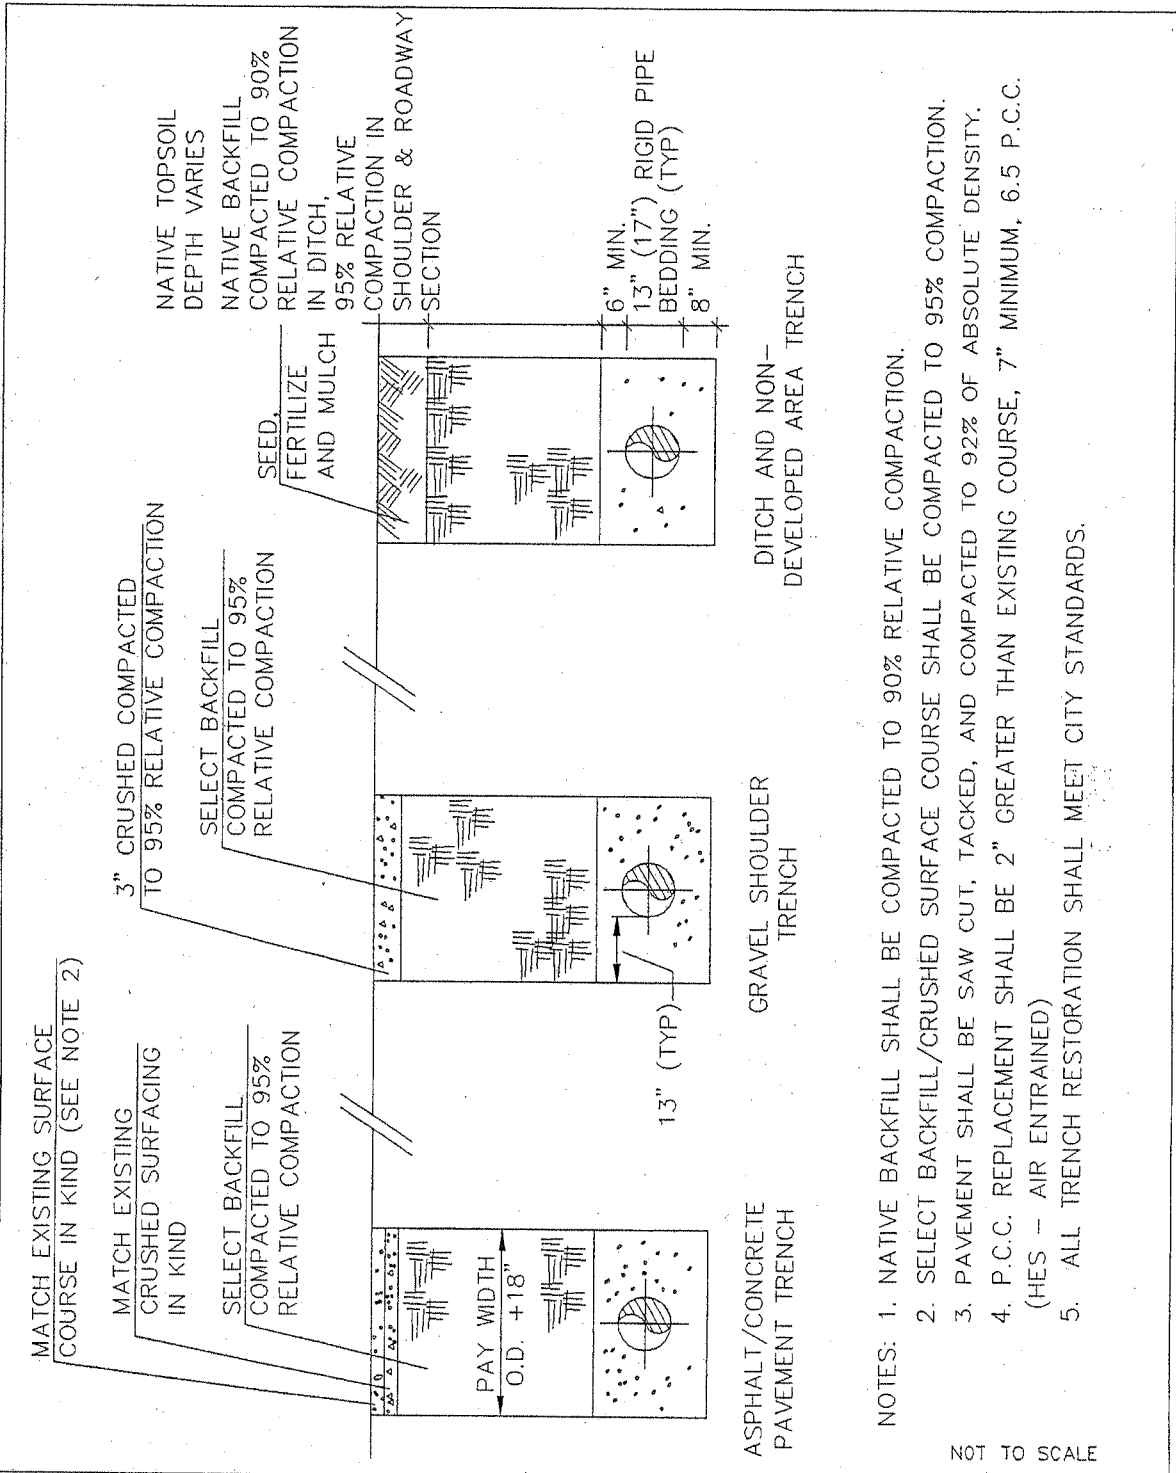 MATCH EXISTING SURFACE
COURSE IN KIND (SEE NOTE 2)
MATCH EXISTING
CRUSHED SURFACING
IN KIND
SELECT BACKFILL
COMPACTED TO 95%
RELATIVE COMPACTION
3" CRUSHED COMPACTED
TO 95% RELATIVE COMPACTION
SELECT BACKFILL
COMPACTED TO 95%
RELATIVE COMPACTION
SEED,
FERTILIZE
AND MULCH
NATIVE TOPSOIL
DEPTH VARIES
NATIVE BACKFILL
COMPACTED TO 90%
RELATIVE COMPACTION
IN DITCH,
95% RELATIVE
COMPACTION IN
SHOULDER & ROADWAY
SECTION
PAY WIDTH
O.D. +18"
13" (TYP)
6" MIN.
13" (17") RIGID PIPE
BEDDING (TYP)
8" MIN.
ASPHALT/CONCRETE
PAVEMENT TRENCH
GRAVEL SHOULDER
TRENCH
DITCH AND NON-
DEVELOPED AREA TRENCH
NOTES: 1. NATIVE BACKFILL SHALL BE COMPACTED TO 90% RELATIVE COMPACTION.
2. SELECT BACKFILL/CRUSHED SURFACE COURSE SHALL BE COMPACTED TO 95% COMPACTION.
3. PAVEMENT SHALL BE SAW CUT, TACKED, AND COMPACTED TO 92% OF ABSOLUTE DENSITY.
4. P.C.C. REPLACEMENT SHALL BE 2" GREATER THAN EXISTING COURSE, 7" MINIMUM, 6.5 P.C.C.
(HES - AIR ENTRAINED)
5. ALL TRENCH RESTORATION SHALL MEET CITY STANDARDS.
NOT TO SCALE